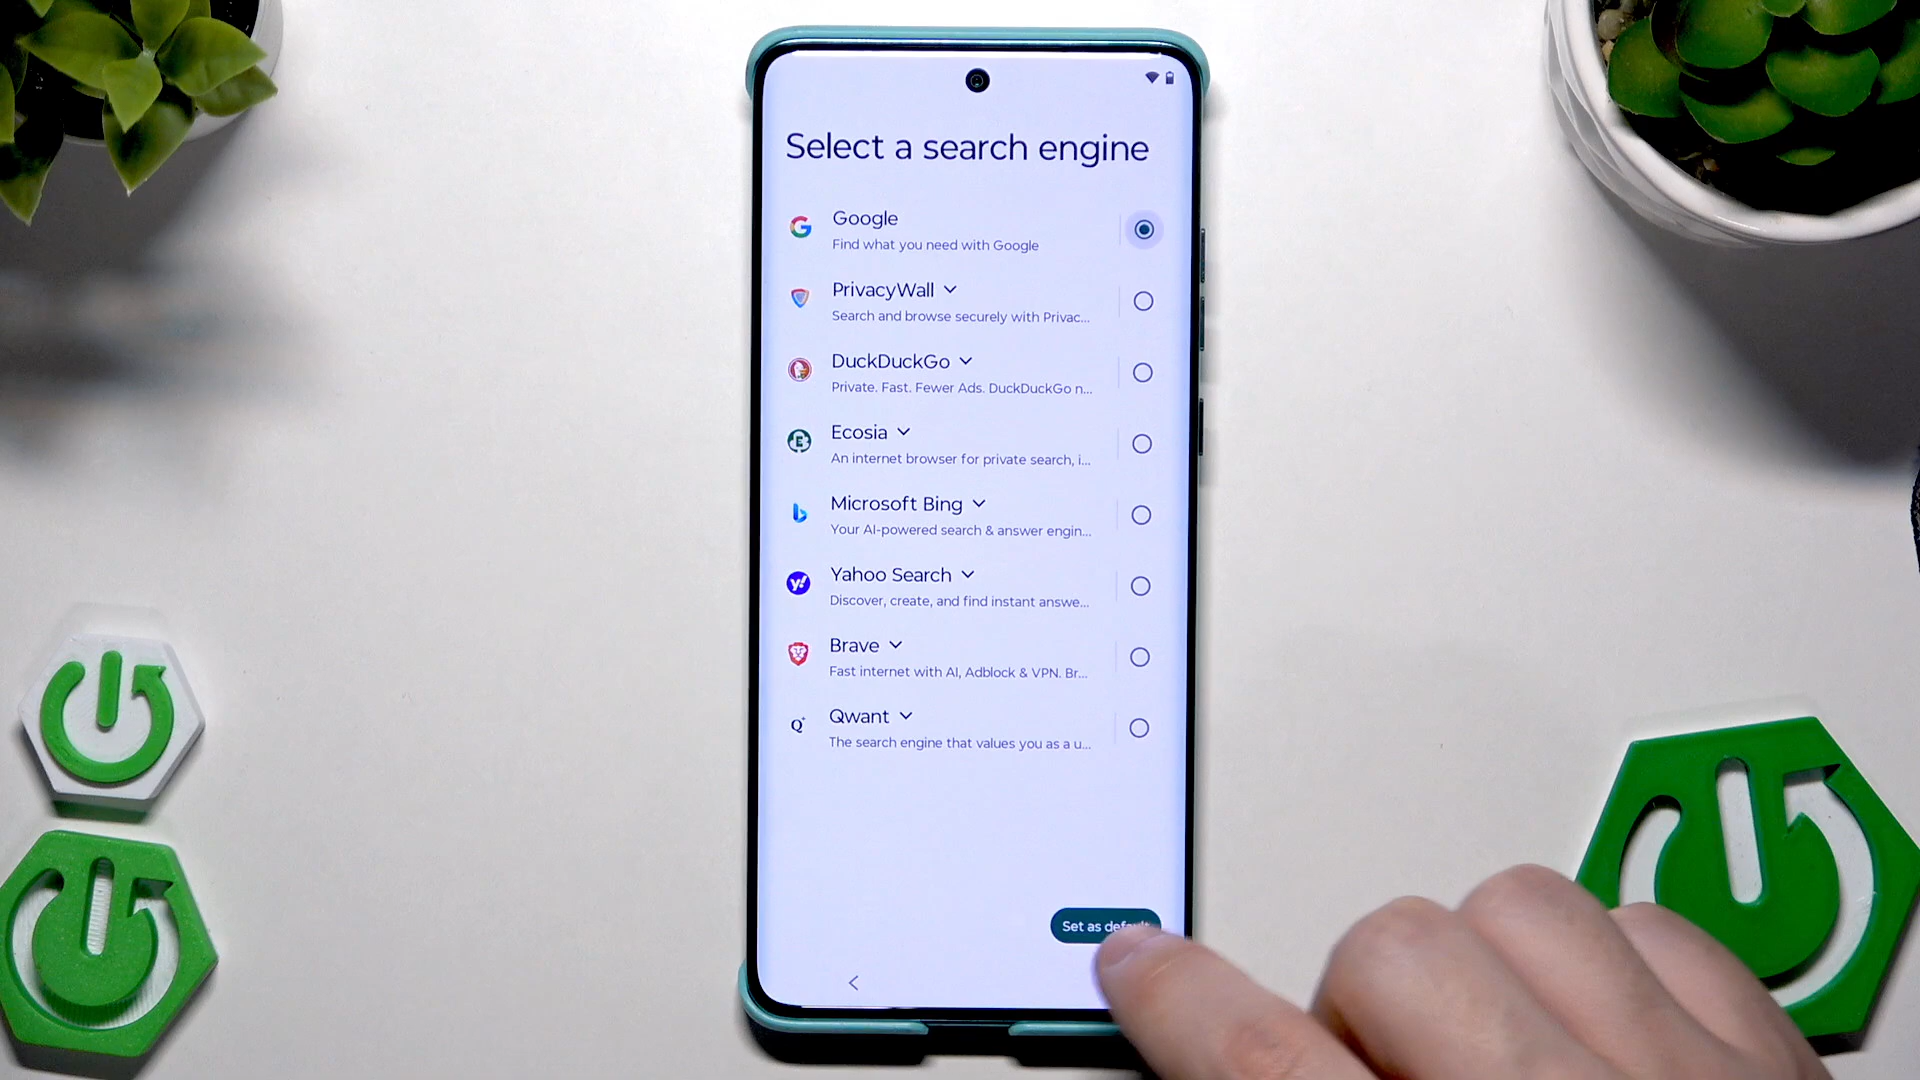 Select a search engine
Google
Find what you need with Google
PrivacyWall
Search and browse securely with Privac...
DuckDuckGo
Private. Fast. Fewer Ads. DuckDuckGo n...
Ecosia
An internet browser for private search, i...
Microsoft Bing
Your AI-powered search & answer engin...
Yahoo Search
Discover, create, and find instant answe...
Brave
Fast internet with AI, Adblock & VPN. Br...
Qwant
The search engine that values you as a u...
Set as default